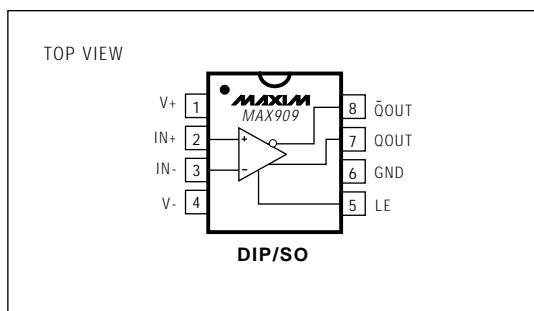 TOP VIEW
MAXIM
MAX909
V+ 1
IN+ 2
IN- 3
V- 4
8 Q̄OUT
7 QOUT
6 GND
5 LE
+
−
DIP/SO